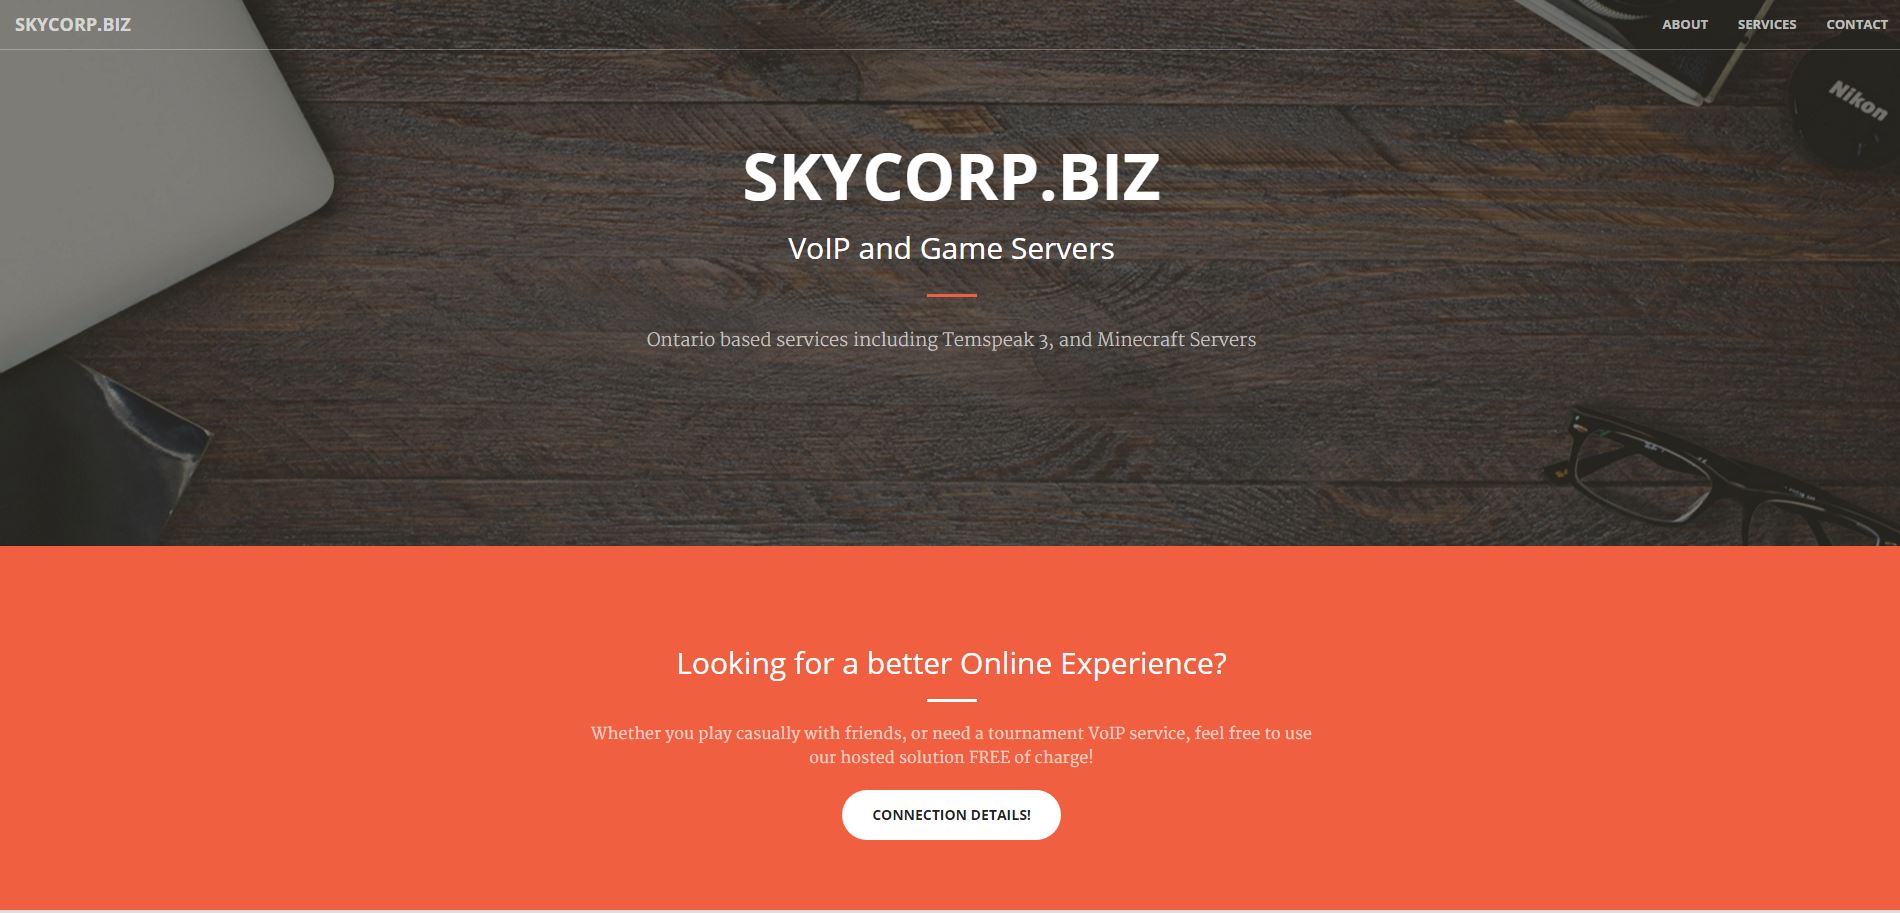 SKYCORP.BIZ
ABOUT SERVICES CONTACT
Nikon
SKYCORP.BIZ
VoIP and Game Servers
Ontario based services including Temspeak 3, and Minecraft Servers
Looking for a better Online Experience?
Whether you play casually with friends, or need a tournament VoIP service, feel free to use
our hosted solution FREE of charge!
CONNECTION DETAILS!